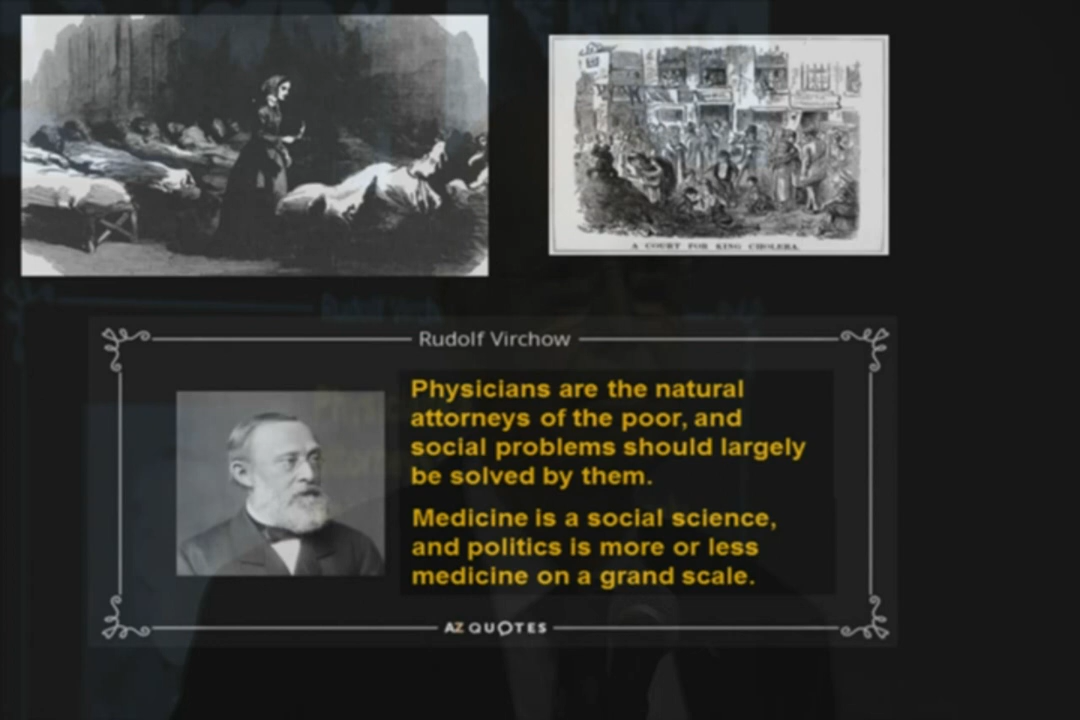 A COURT FOR KING CHOLERA.
Rudolf Virchow
Physicians are the natural
attorneys of the poor, and
social problems should largely
be solved by them.
Medicine is a social science,
and politics is more or less
medicine on a grand scale.
AZ QUOTES